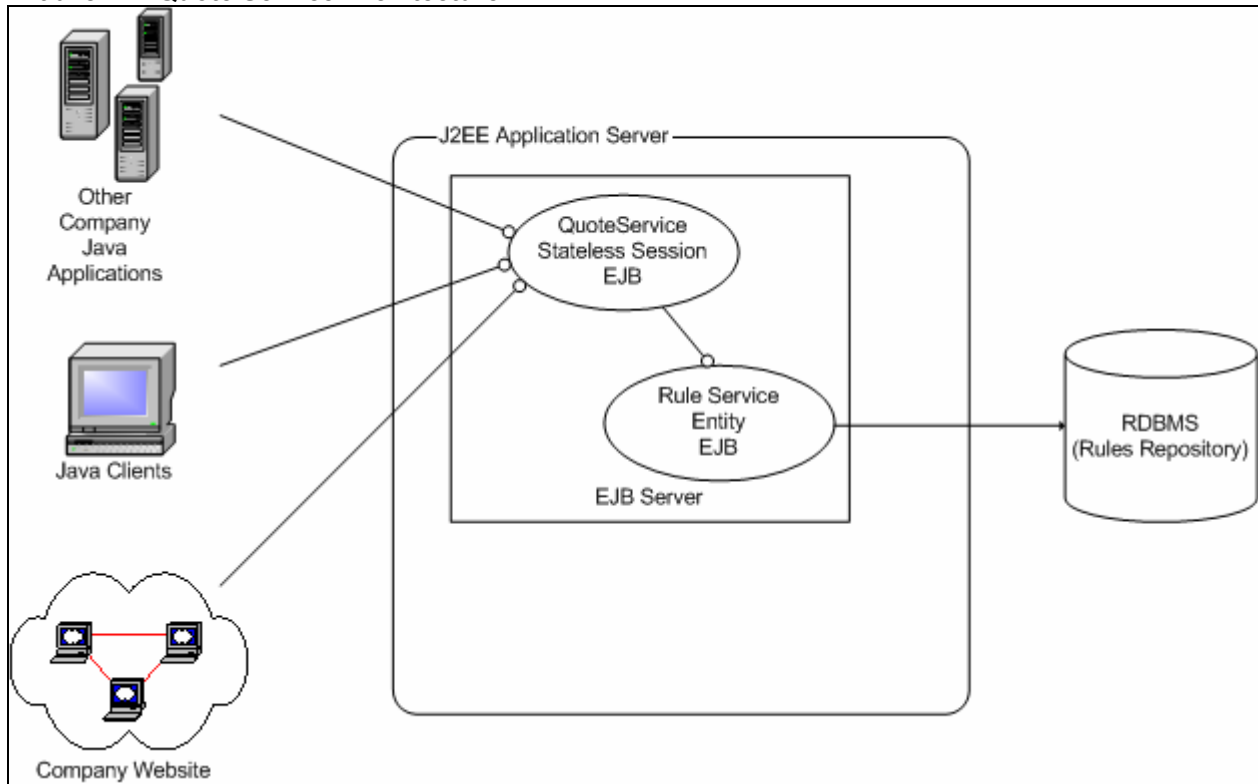 Other
Company
Java
Applications
Java Clients
Company Website
J2EE Application Server
QuoteService
Stateless Session
EJB
Rule Service
Entity
EJB
EJB Server
RDBMS
(Rules Repository)